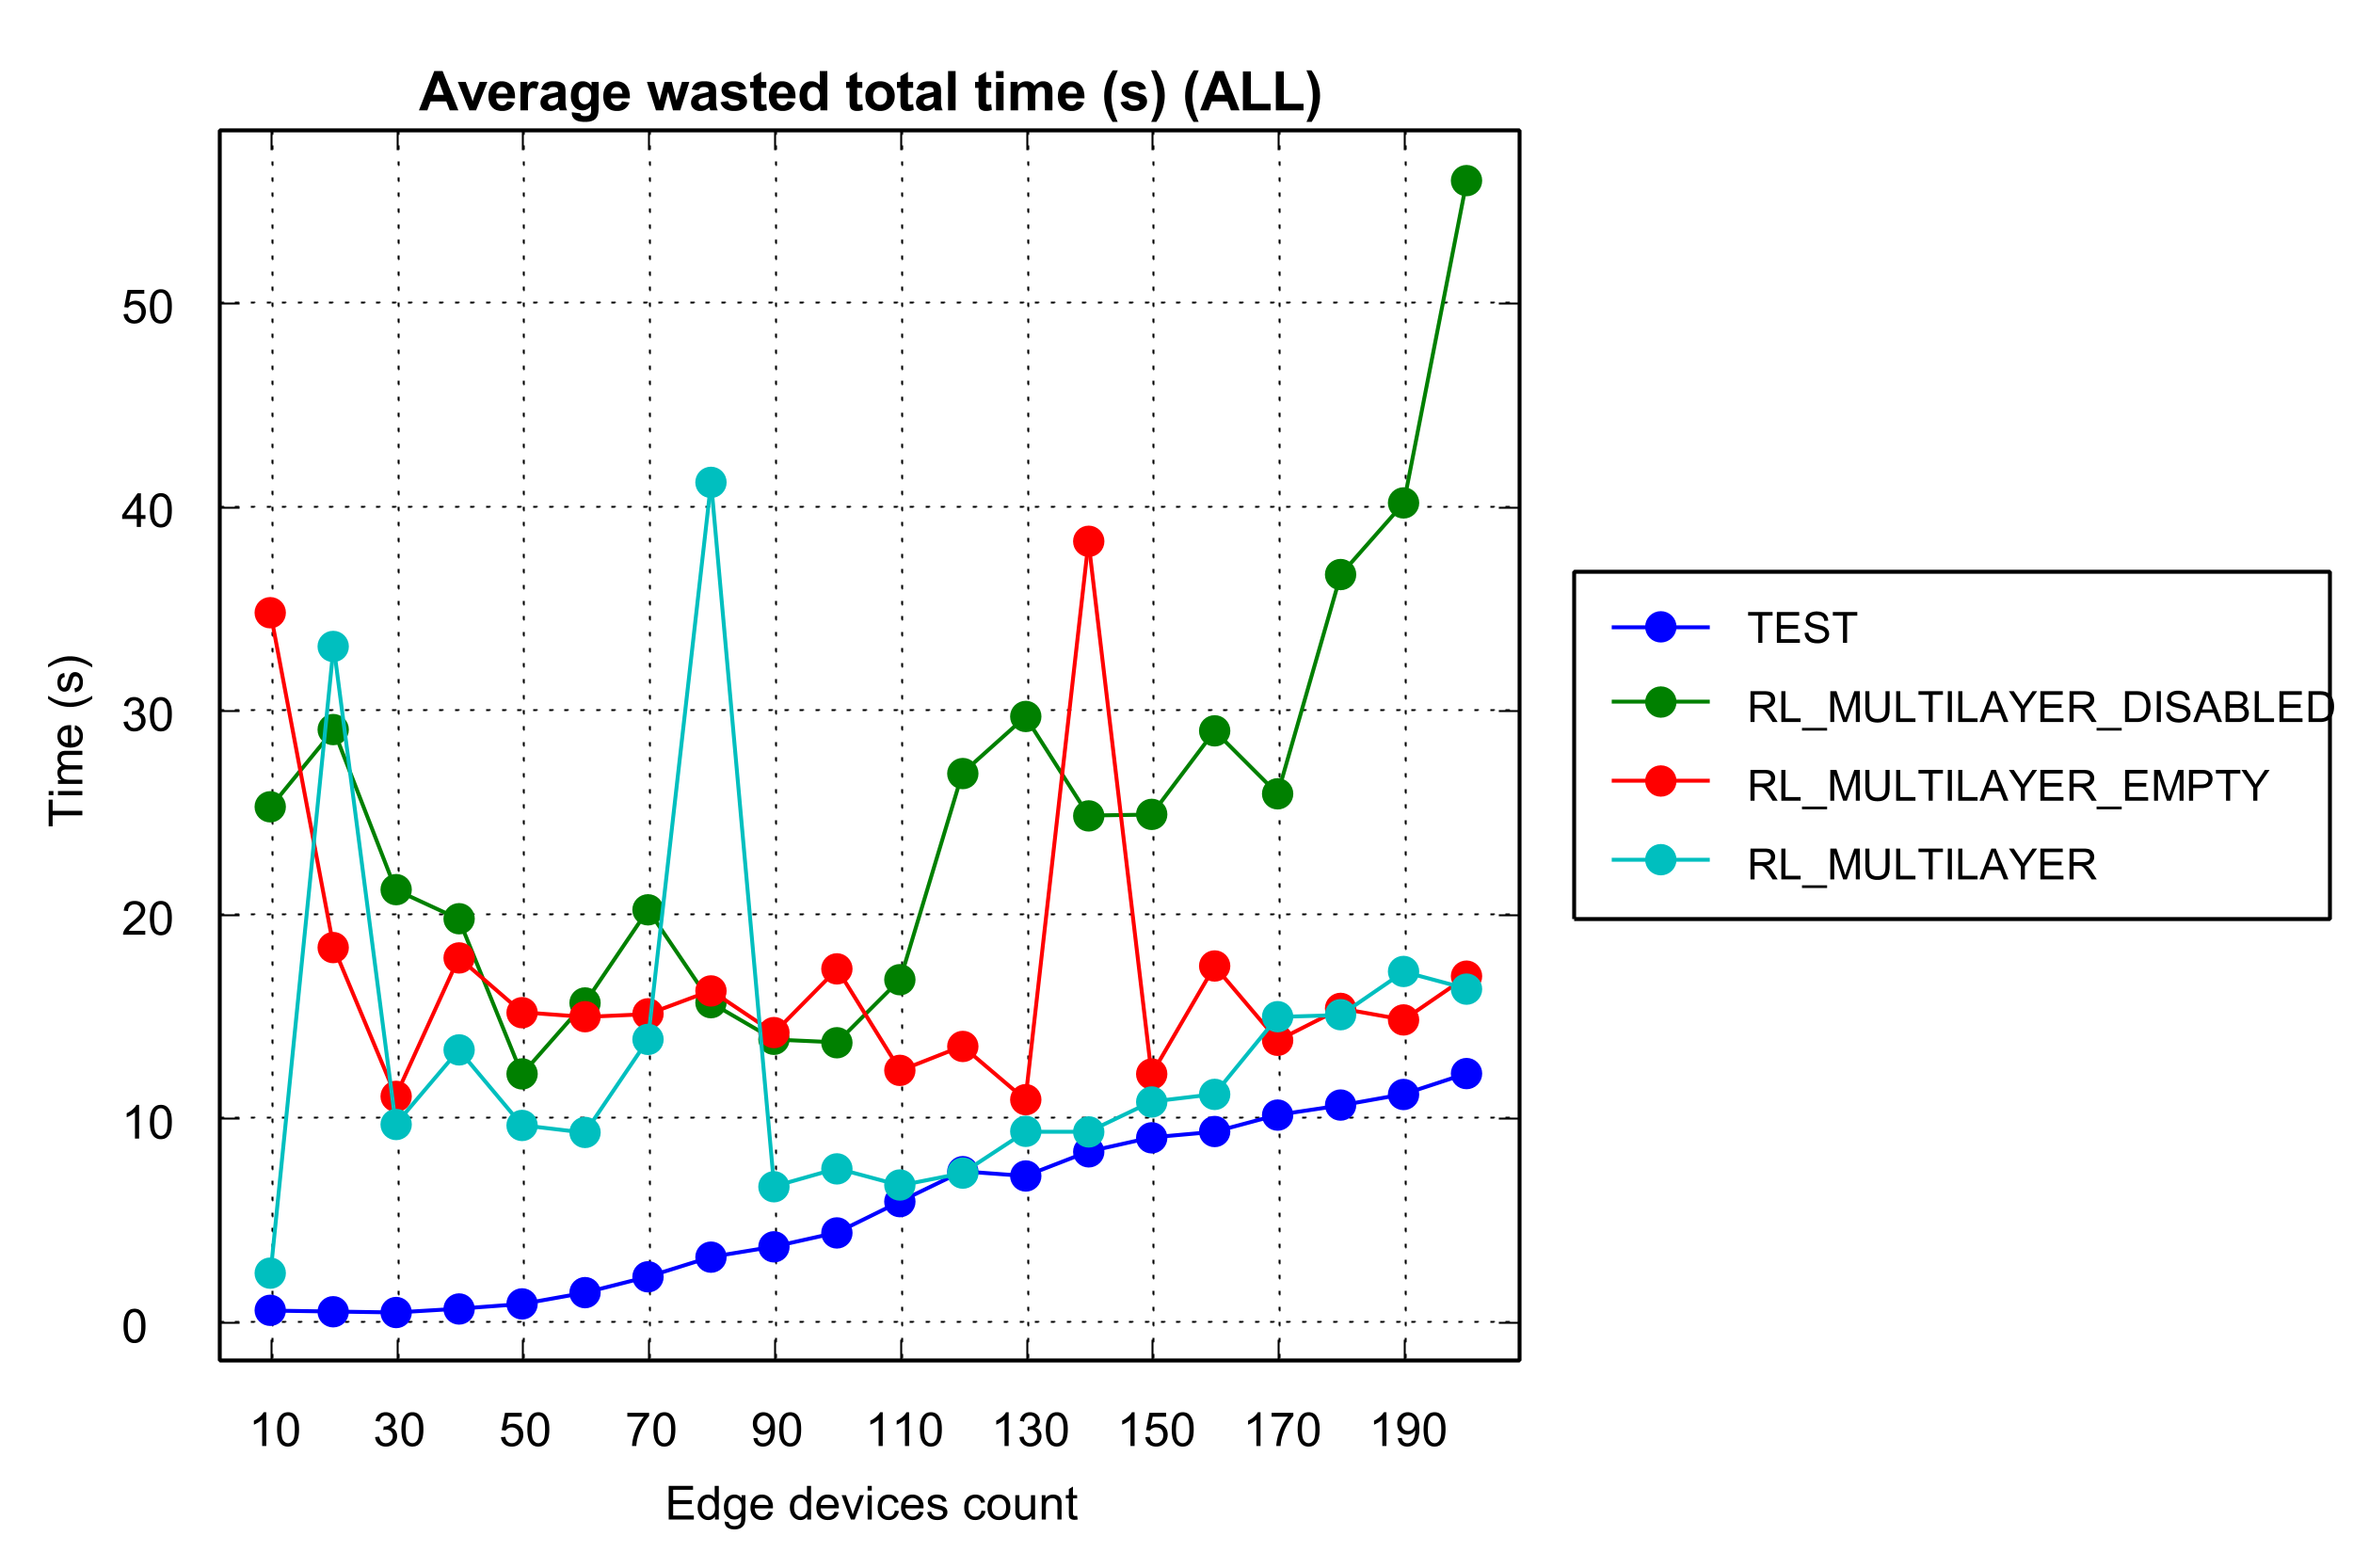 Average wasted total time (s) (ALL)
Time (s)
50
40
30
20
10
0
10 30 50 70 90 110 130 150 170 190
Edge devices count
TEST
RL_MULTILAYER_DISABLED
RL_MULTILAYER_EMPTY
RL_MULTILAYER